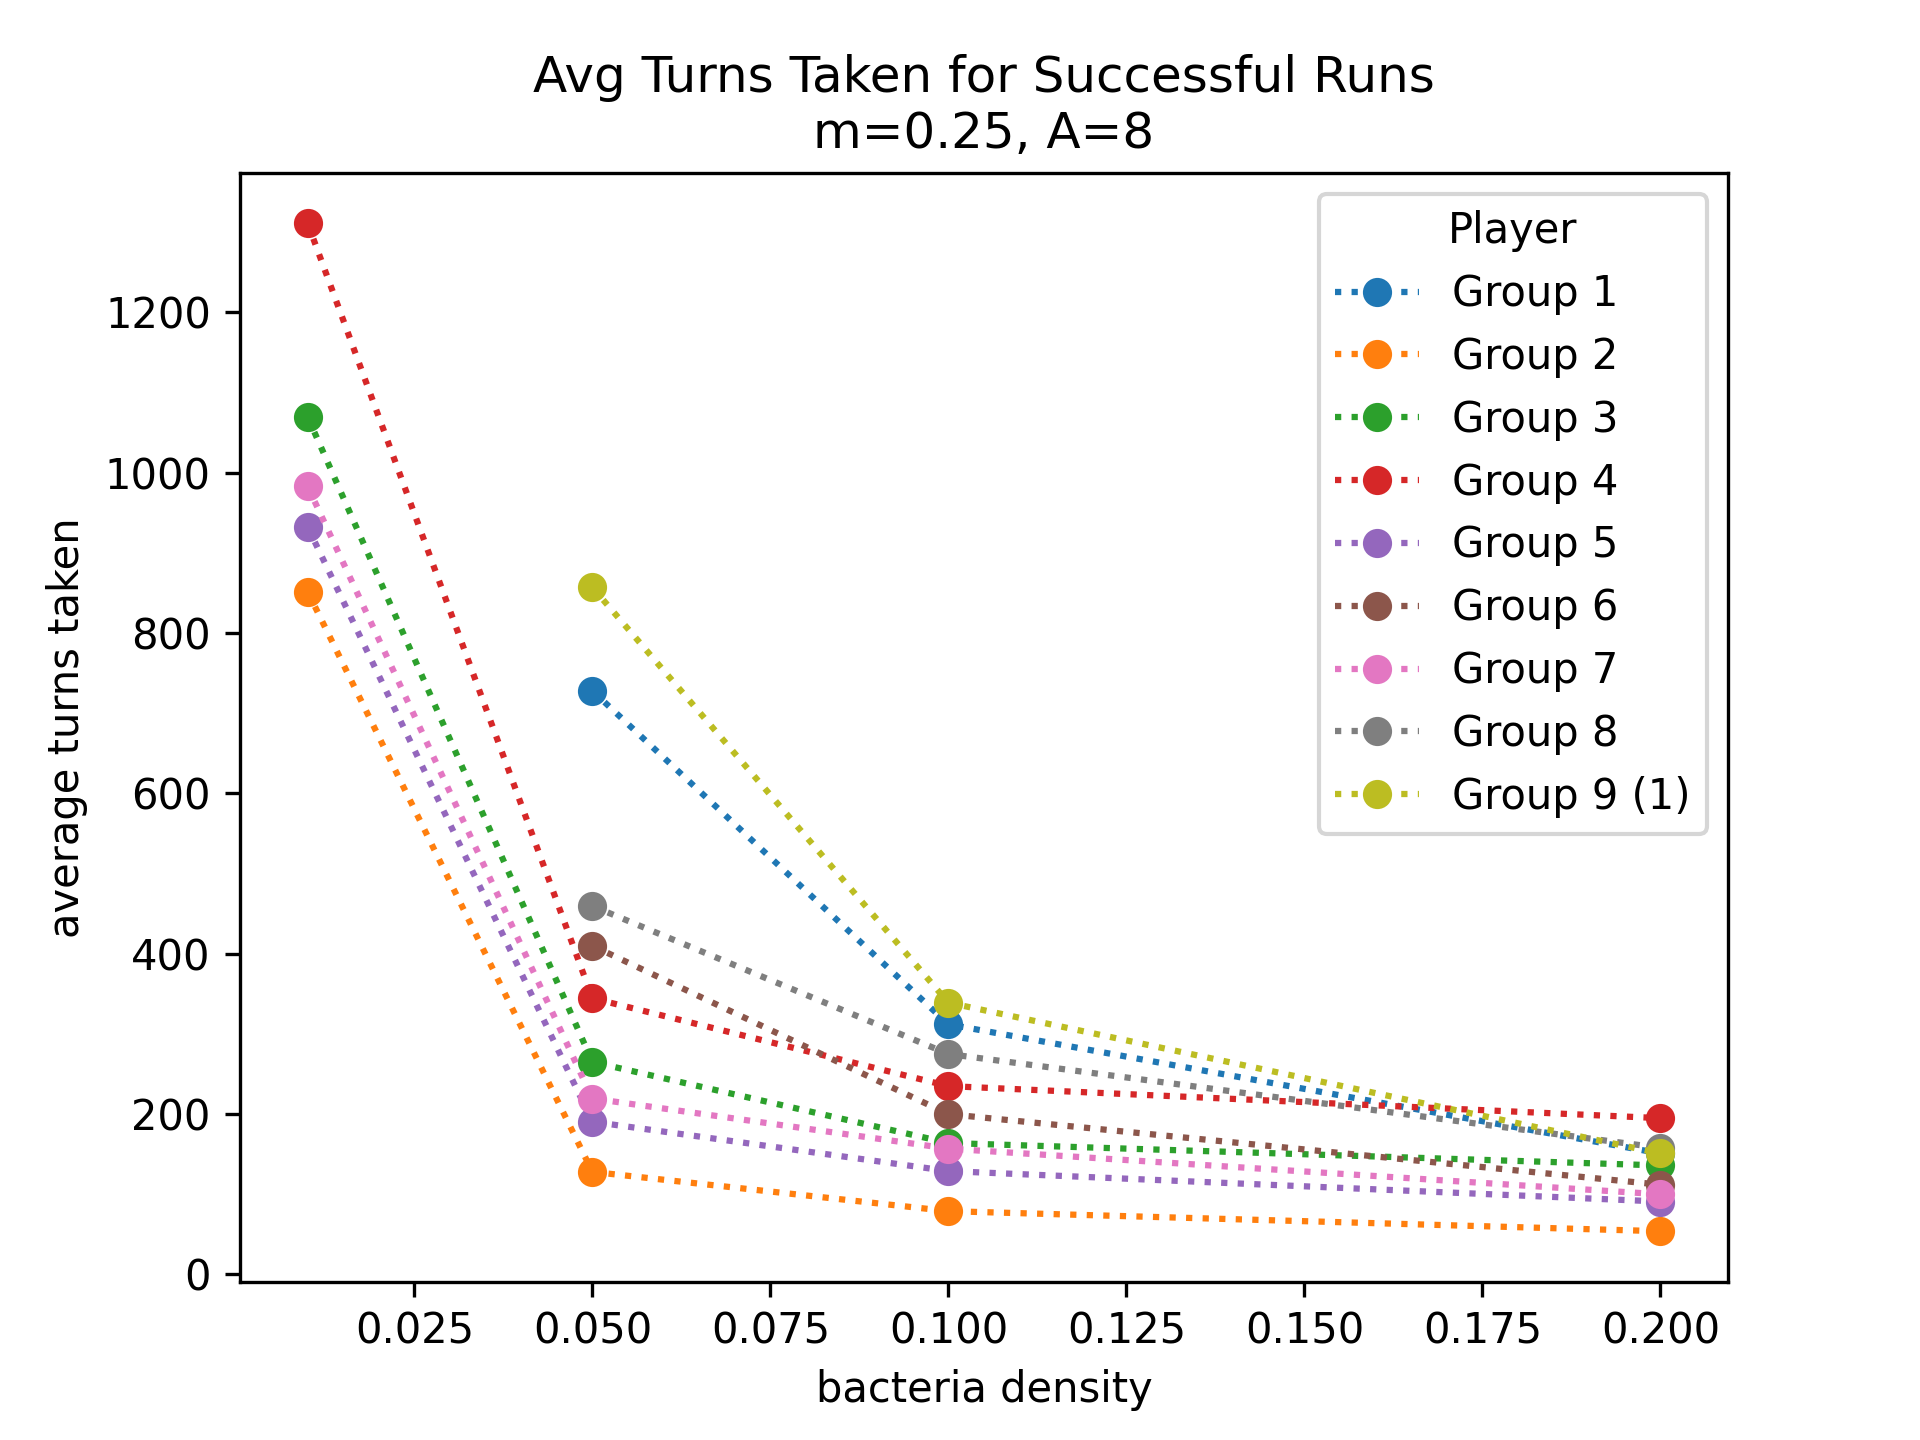 Avg Turns Taken for Successful Runs
m=0.25, A=8
Player
Group 1
Group 2
Group 3
Group 4
Group 5
Group 6
Group 7
Group 8
Group 9 (1)
average turns taken
1200
1000
800
600
400
200
0
0.025 0.050 0.075 0.100 0.125 0.150 0.175 0.200
bacteria density